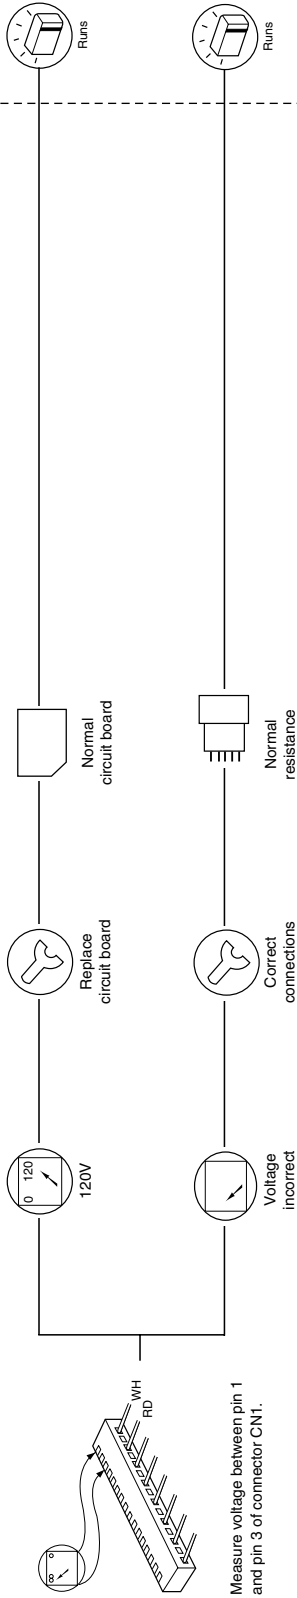 WH
RD
Measure voltage between pin 1
and pin 3 of connector CN1.
0 120
120V
Replace
circuit board
Normal
circuit board
Runs
Voltage
incorrect
Correct
connections
Normal
resistance
Runs